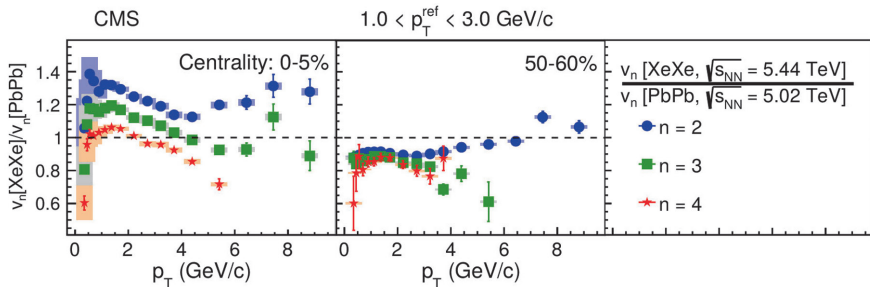 CMS
1.0 < p_T^ref < 3.0 GeV/c
v_n[XeXe]/v_n[PbPb]
1.4
1.2
1
0.8
0.6
Centrality: 0-5%
50-60%
v_n [XeXe, √s_NN = 5.44 TeV]
v_n [PbPb, √s_NN = 5.02 TeV]
n = 2
n = 3
n = 4
0 2 4 6 8
0 2 4 6 8
p_T (GeV/c)
p_T (GeV/c)